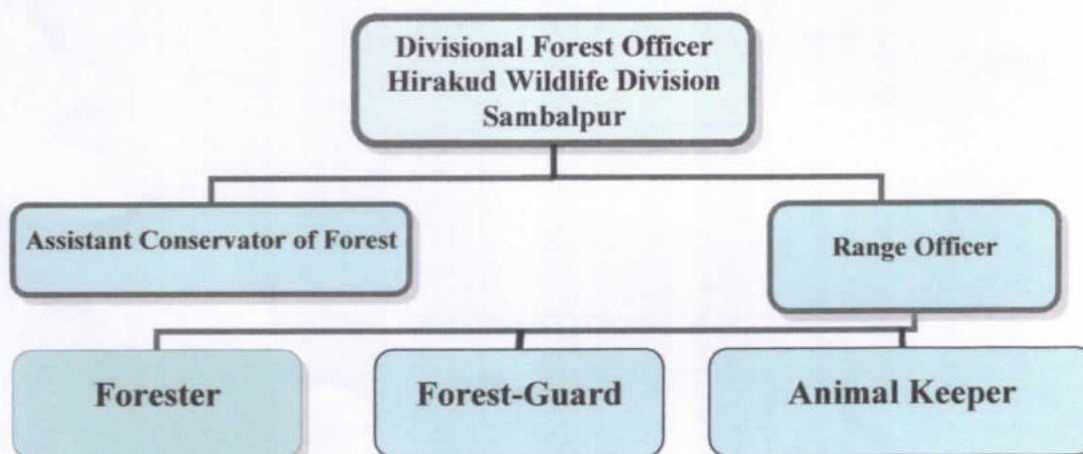 Divisional Forest Officer
Hirakud Wildlife Division
Sambalpur
Assistant Conservator of Forest
Range Officer
Forester
Forest-Guard
Animal Keeper